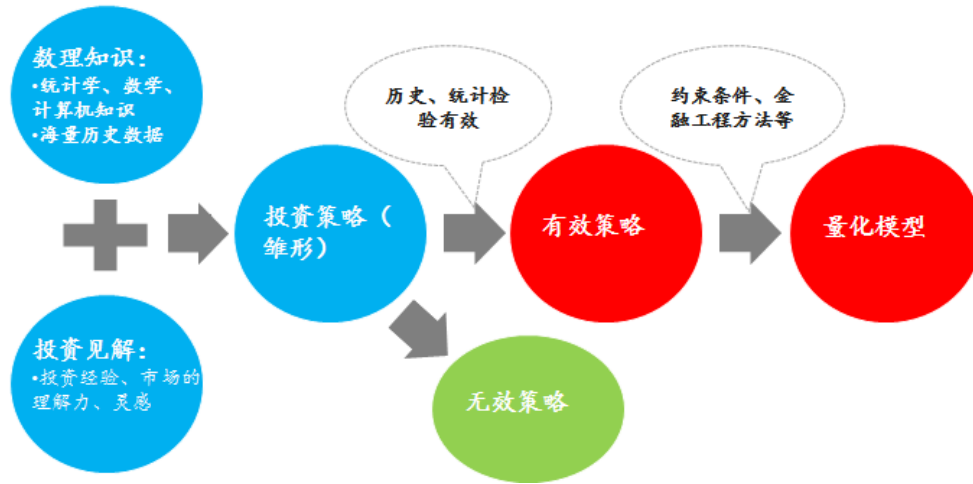 数理知识：
•统计学、数学、
计算机知识
•海量历史数据
投资见解：
•投资经验、市场的
理解力、灵感
投资策略（
雏形）
历史、统计检
验有效
有效策略
无效策略
约束条件、金
融工程方法等
量化模型